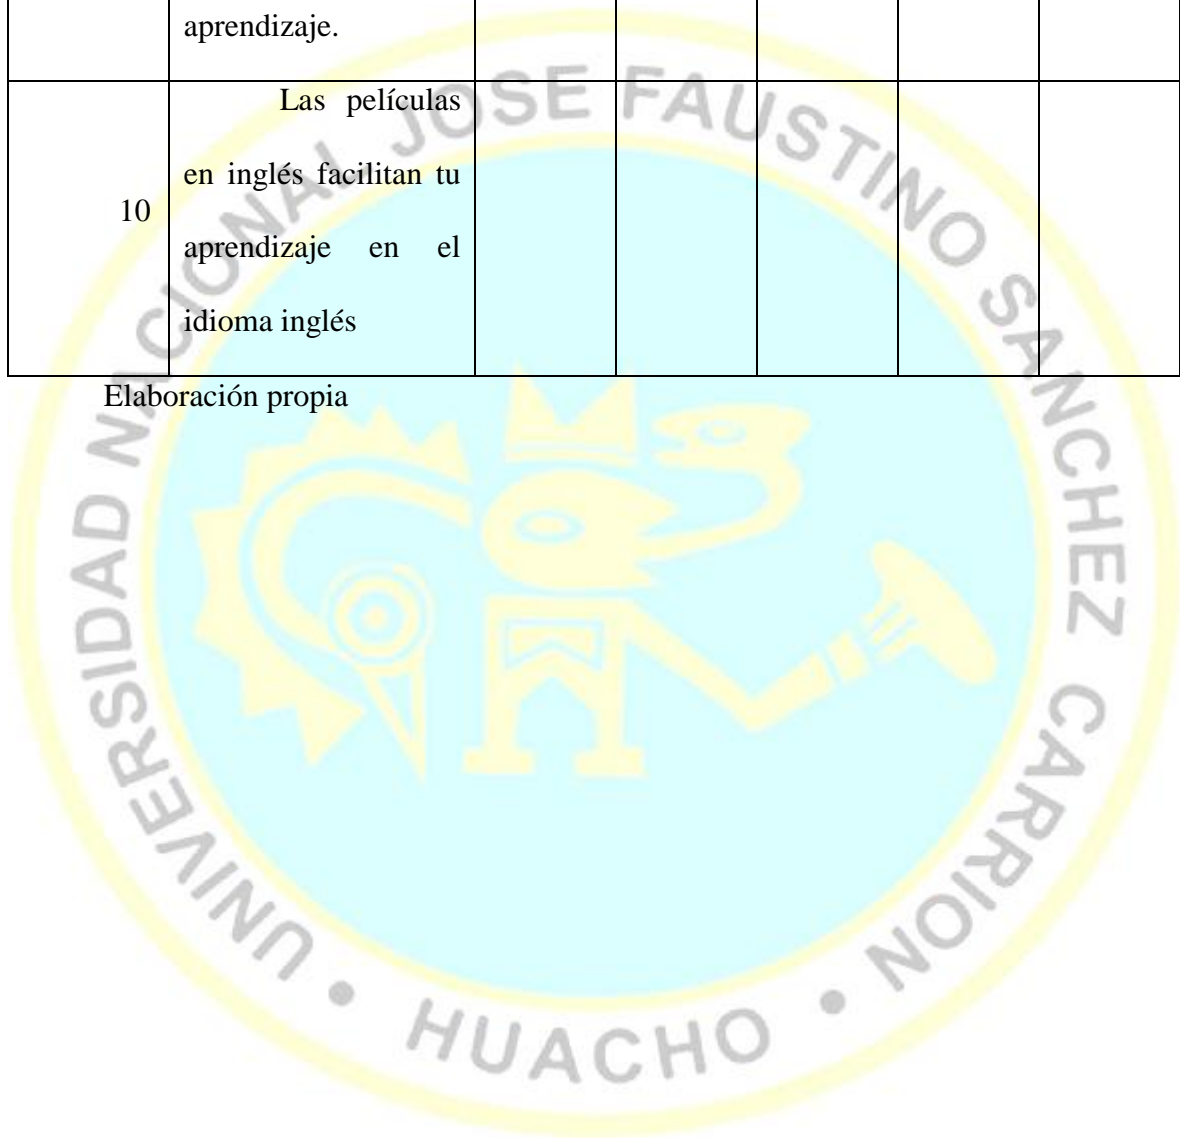 aprendizaje.
Las películas
en inglés facilitan tu
10
aprendizaje en el
idioma inglés
Elaboración propia
UNIVERSIDAD NACIONAL JOSE FAUSTINO SANCHEZ CARRION
• HUACHO •